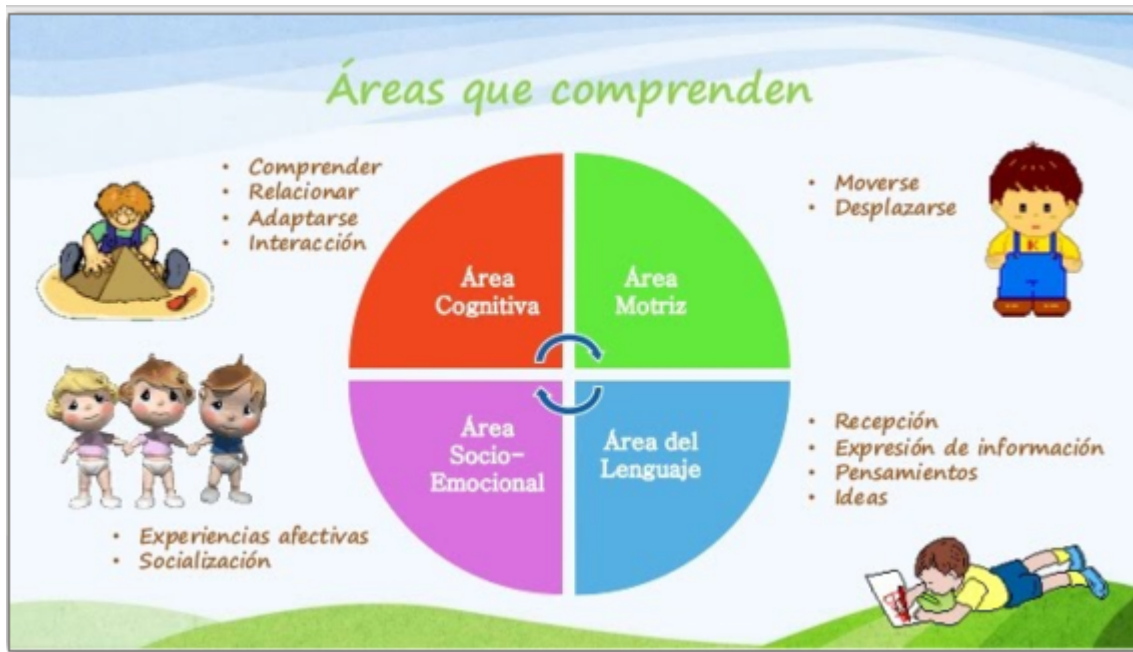 Áreas que comprenden
• Comprender
• Relacionar
• Adaptarse
• Interacción
Área
Cognitiva
Área
Motriz
• Moverse
• Desplazarse
K
Área
Socio-
Emocional
• Experiencias afectivas
• Socialización
Área del
Lenguaje
• Recepción
• Expresión de información
• Pensamientos
• Ideas